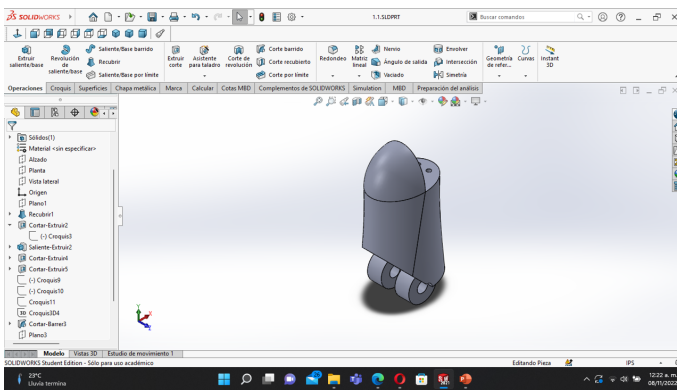 SOLIDWORKS
1.1.SLDPRT
Buscar comandos
Extruir saliente/base
Revolución de saliente/base
Saliente/Base barrido
Recubrir
Saliente/Base por límite
Extruir corte
Asistente para taladro
Corte de revolución
Corte barrido
Corte recubierto
Corte por límite
Redondeo
Matriz lineal
Nervio
Ángulo de salida
Vaciado
Envolver
Intersección
Simetría
Geometría de refer...
Curvas
Instant 3D
Operaciones Croquis Superficies Chapa metálica Marca Calcular Cotas MBD Complementos de SOLIDWORKS Simulation MBD Preparación del análisis
Sólidos(1)
Material <sin especificar>
Alzado
Planta
Vista lateral
Origen
Plano1
Recubrir1
Cortar-Extruir2
(-) Croquis3
Saliente-Extruir2
Cortar-Extruir4
Cortar-Extruir5
(-) Croquis9
(-) Croquis10
Croquis11
3D Croquis3D4
Cortar-Barrer3
Plano3
Y
X
Z
Modelo Vistas 3D Estudio de movimiento 1
SOLIDWORKS Student Edition - Sólo para uso académico
Editando Pieza
IPS
23°C
Lluvia termina
12:22 a. m.
06/11/2022